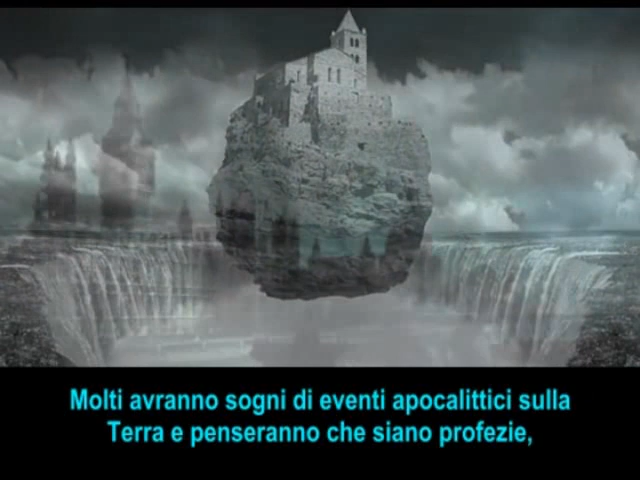 Molti avranno sogni di eventi apocalittici sulla
Terra e penseranno che siano profezie,